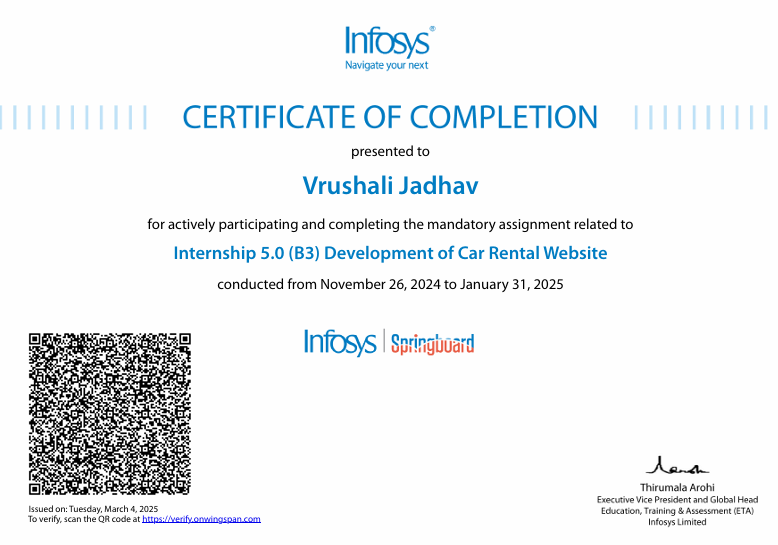 Infosys®
Navigate your next
CERTIFICATE OF COMPLETION
presented to
Vrushali Jadhav
for actively participating and completing the mandatory assignment related to
Internship 5.0 (B3) Development of Car Rental Website
conducted from November 26, 2024 to January 31, 2025
Infosys | Springboard
Thirumala Arohi
Executive Vice President and Global Head
Education, Training & Assessment (ETA)
Infosys Limited
Issued on: Tuesday, March 4, 2025
To verify, scan the QR code at https://verify.onwingspan.com